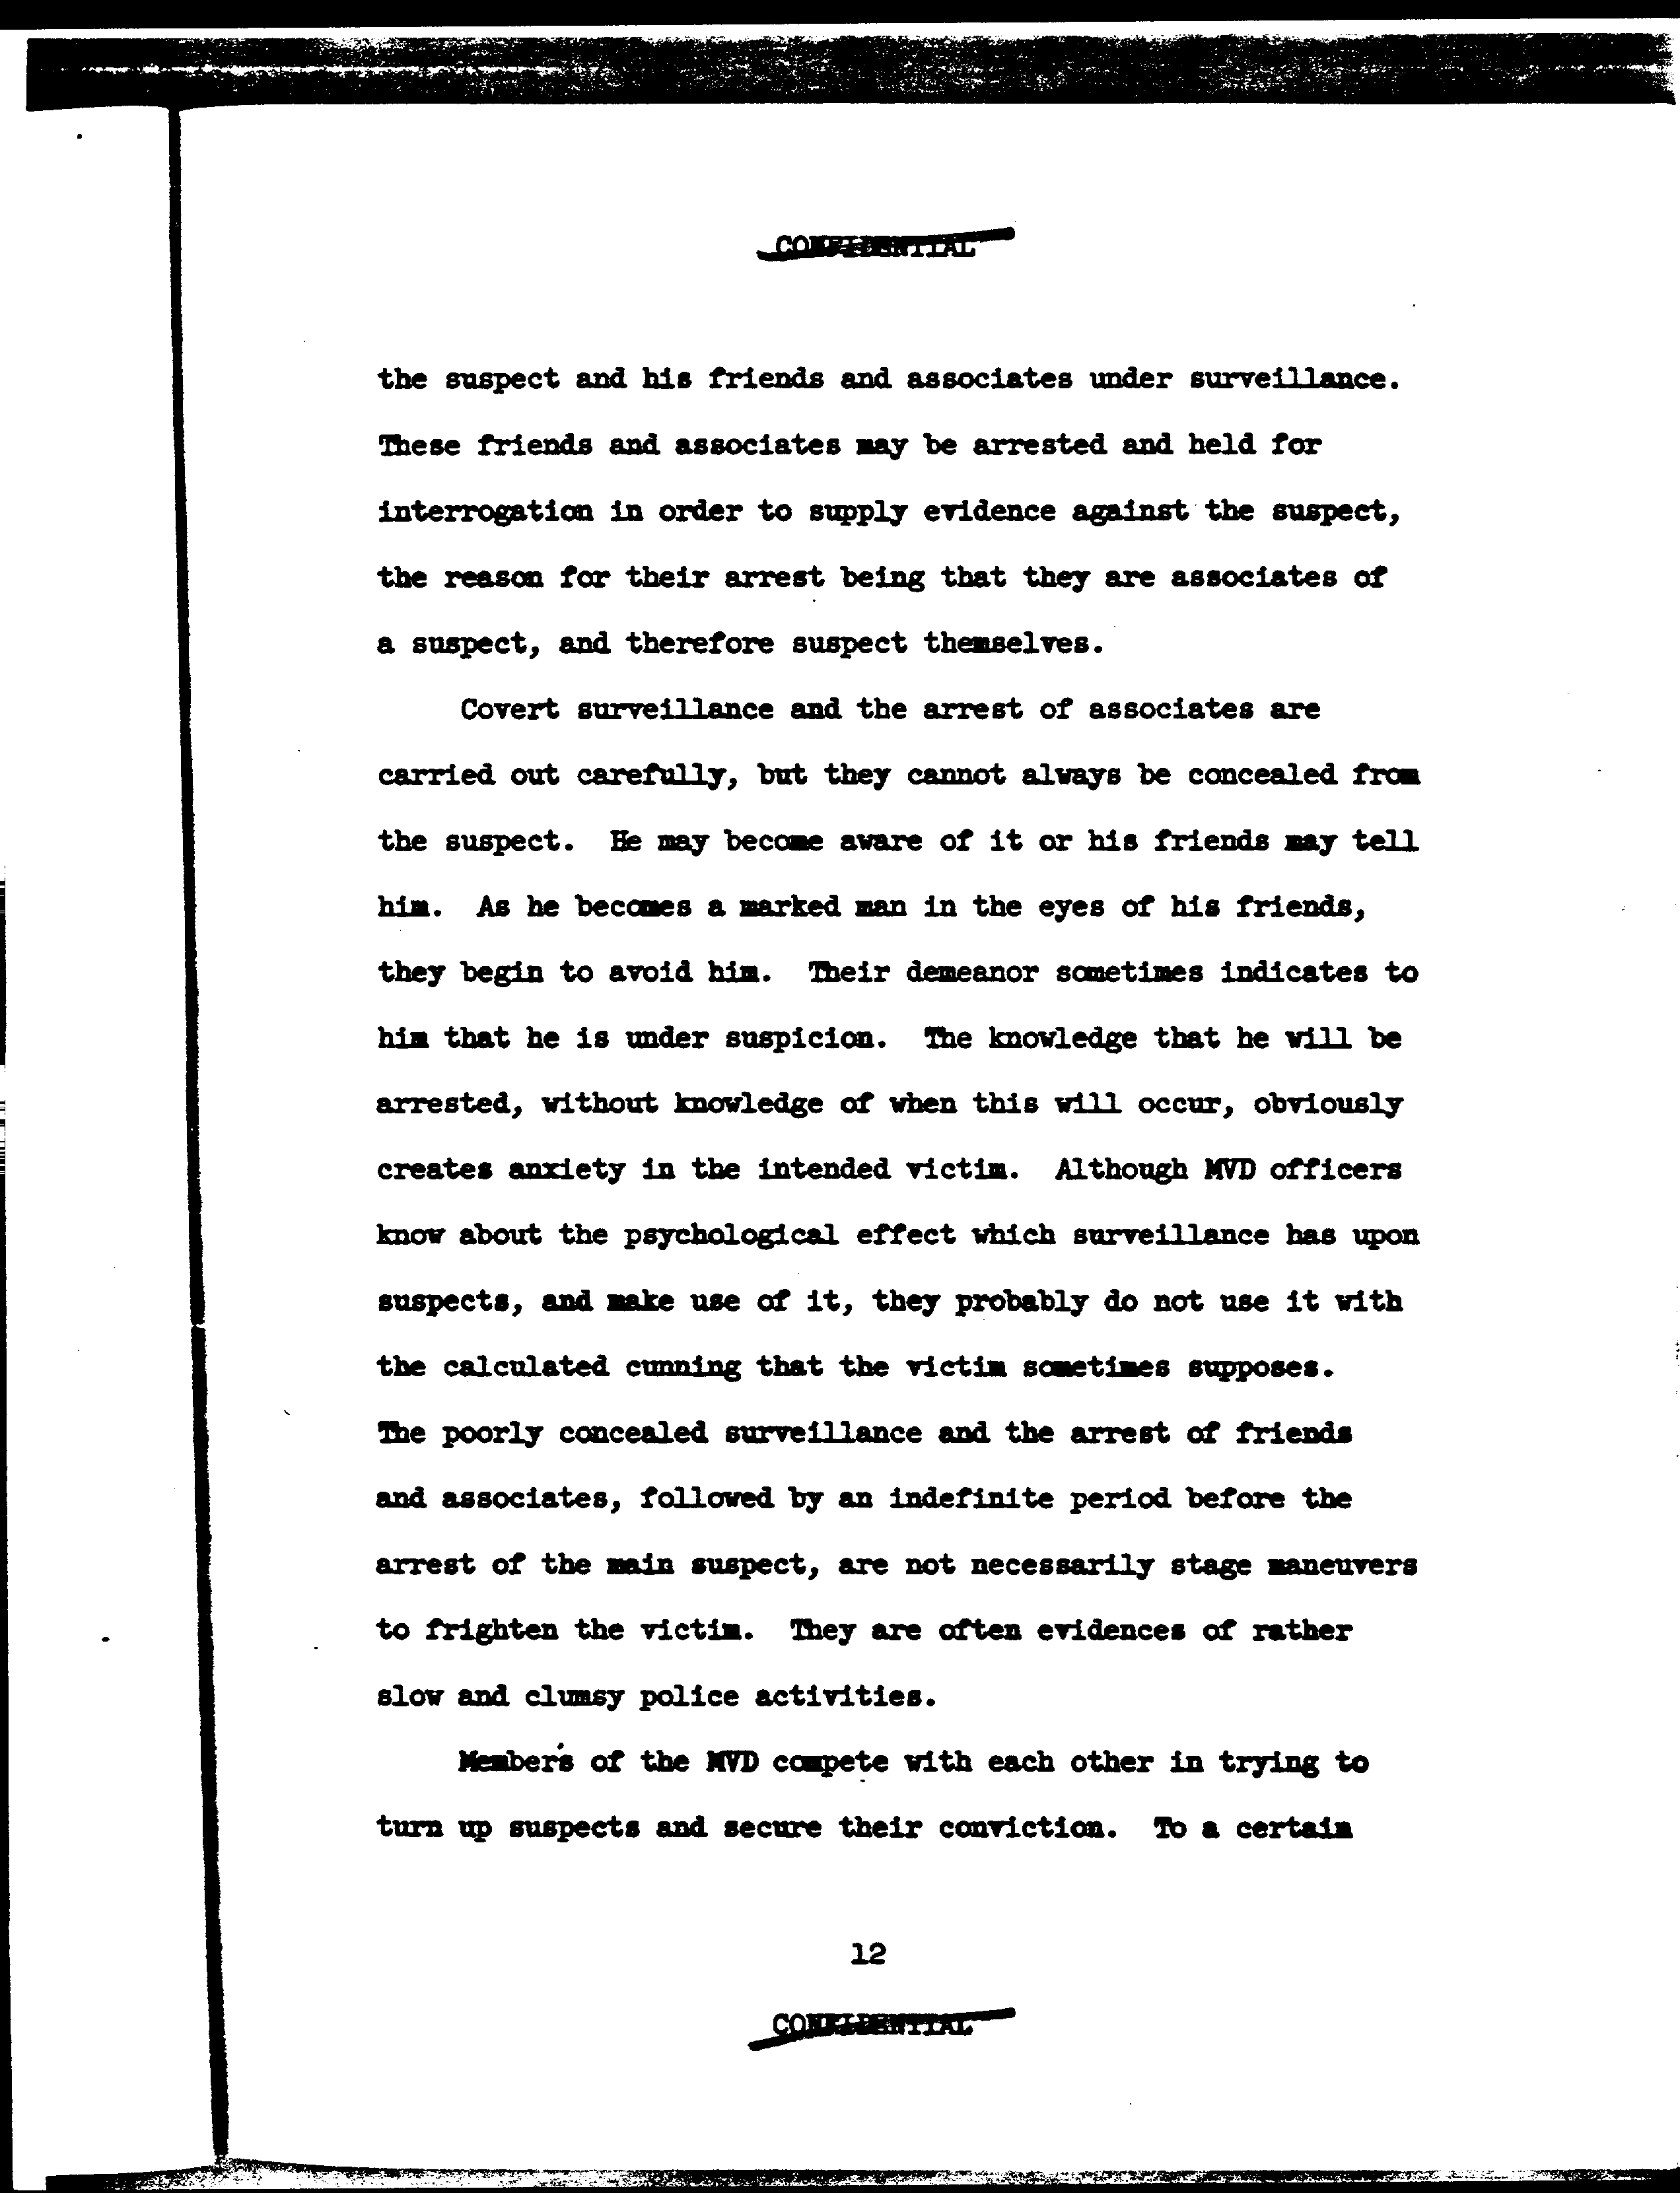 CONFIDENTIAL
the suspect and his friends and associates under surveillance.
These friends and associates may be arrested and held for
interrogation in order to supply evidence against the suspect,
the reason for their arrest being that they are associates of
a suspect, and therefore suspect themselves.
Covert surveillance and the arrest of associates are
carried out carefully, but they cannot always be concealed from
the suspect. He may become aware of it or his friends may tell
him. As he becomes a marked man in the eyes of his friends,
they begin to avoid him. Their demeanor sometimes indicates to
him that he is under suspicion. The knowledge that he will be
arrested, without knowledge of when this will occur, obviously
creates anxiety in the intended victim. Although MVD officers
know about the psychological effect which surveillance has upon
suspects, and make use of it, they probably do not use it with
the calculated cunning that the victim sometimes supposes.
The poorly concealed surveillance and the arrest of friends
and associates, followed by an indefinite period before the
arrest of the main suspect, are not necessarily stage maneuvers
to frighten the victim. They are often evidences of rather
slow and clumsy police activities.
Members of the MVD compete with each other in trying to
turn up suspects and secure their conviction. To a certain
12
CONFIDENTIAL